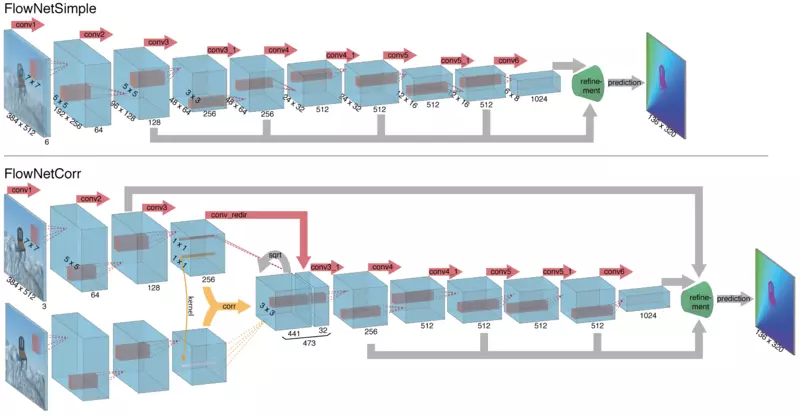 FlowNetSimple
conv1
conv2
conv3
conv3_1
conv4
conv4_1
conv5
conv5_1
conv6
prediction
refine-
ment
7 x 7
5 x 5
5 x 5
3 x 3
384 x 512
192 x 256
96 x 128
48 x 64
48 x 64
24 x 32
24 x 32
12 x 16
12 x 16
6 x 8
136 x 320
6
64
128
256
256
512
512
512
512
1024
FlowNetCorr
conv1
conv2
conv3
conv_redir
sqrt
conv3_1
conv4
conv4_1
conv5
conv5_1
conv6
prediction
refine-
ment
7 x 7
5 x 5
1 x 1
1 x 1
3 x 3
kernel
corr
384 x 512
136 x 320
3
64
128
256
441
32
473
256
512
512
512
512
1024